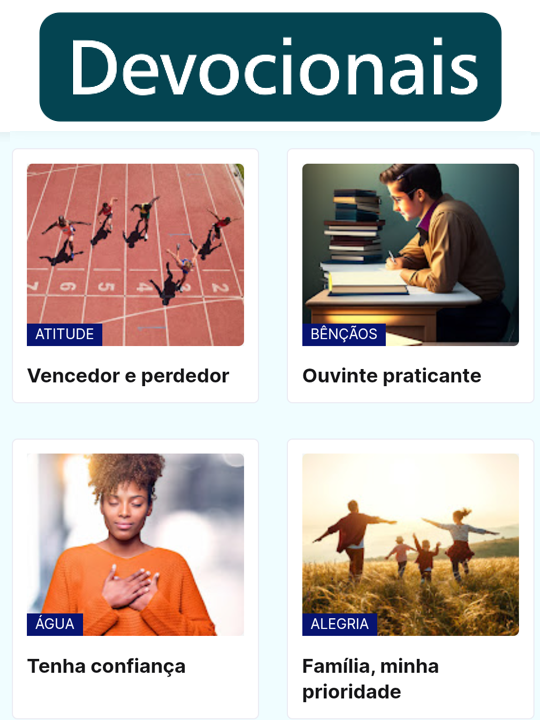 Devocionais
ATITUDE
Vencedor e perdedor
BÊNÇÃOS
Ouvinte praticante
ÁGUA
Tenha confiança
ALEGRIA
Família, minha
prioridade